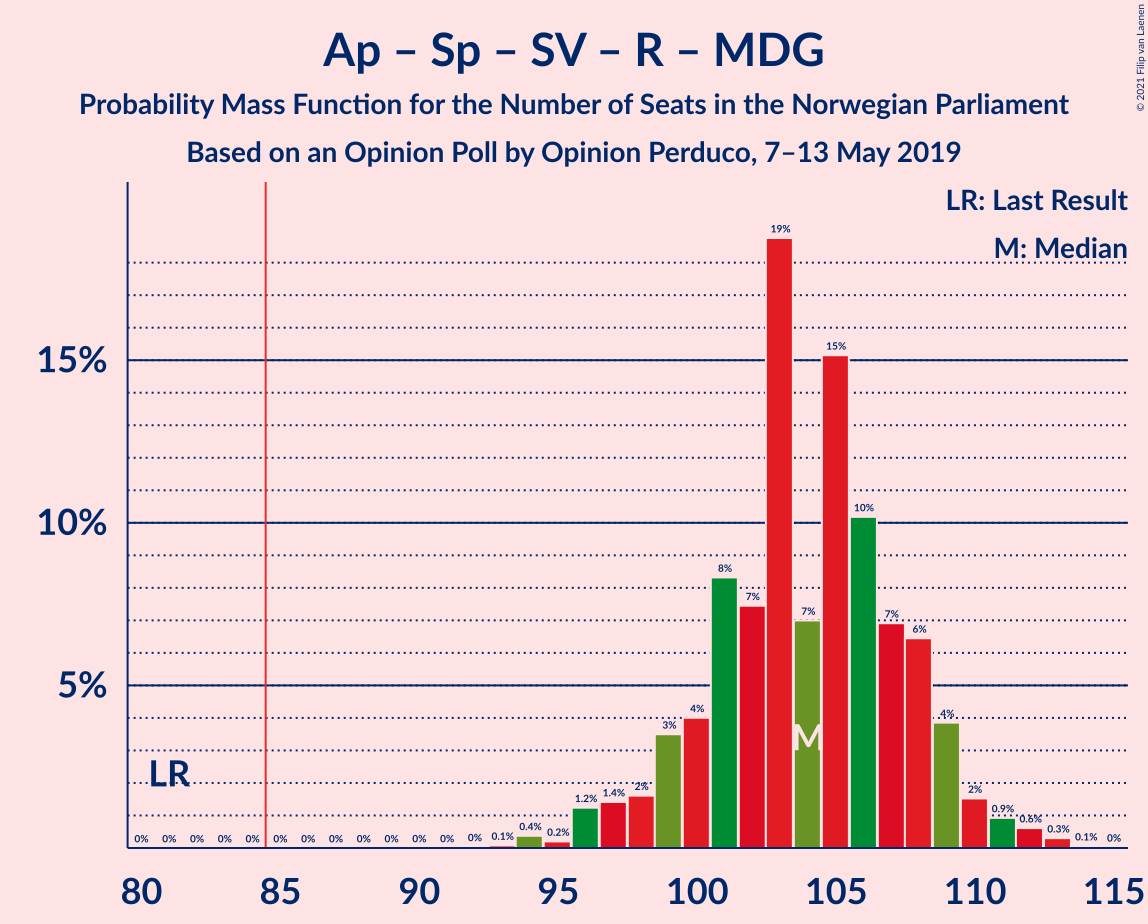 Ap – Sp – SV – R – MDG
Probability Mass Function for the Number of Seats in the Norwegian Parliament
Based on an Opinion Poll by Opinion Perduco, 7–13 May 2019
© 2021 Filip van Laenen
LR: Last Result
M: Median
15%
10%
5%
LR
M
0% 0% 0% 0% 0% 0% 0% 0% 0% 0% 0% 0% 0% 0.1% 0.4% 0.2% 1.2% 1.4% 2% 3% 4% 8% 7% 19% 7% 15% 10% 7% 6% 4% 2% 0.9% 0.6% 0.3% 0.1% 0%
80 85 90 95 100 105 110 115